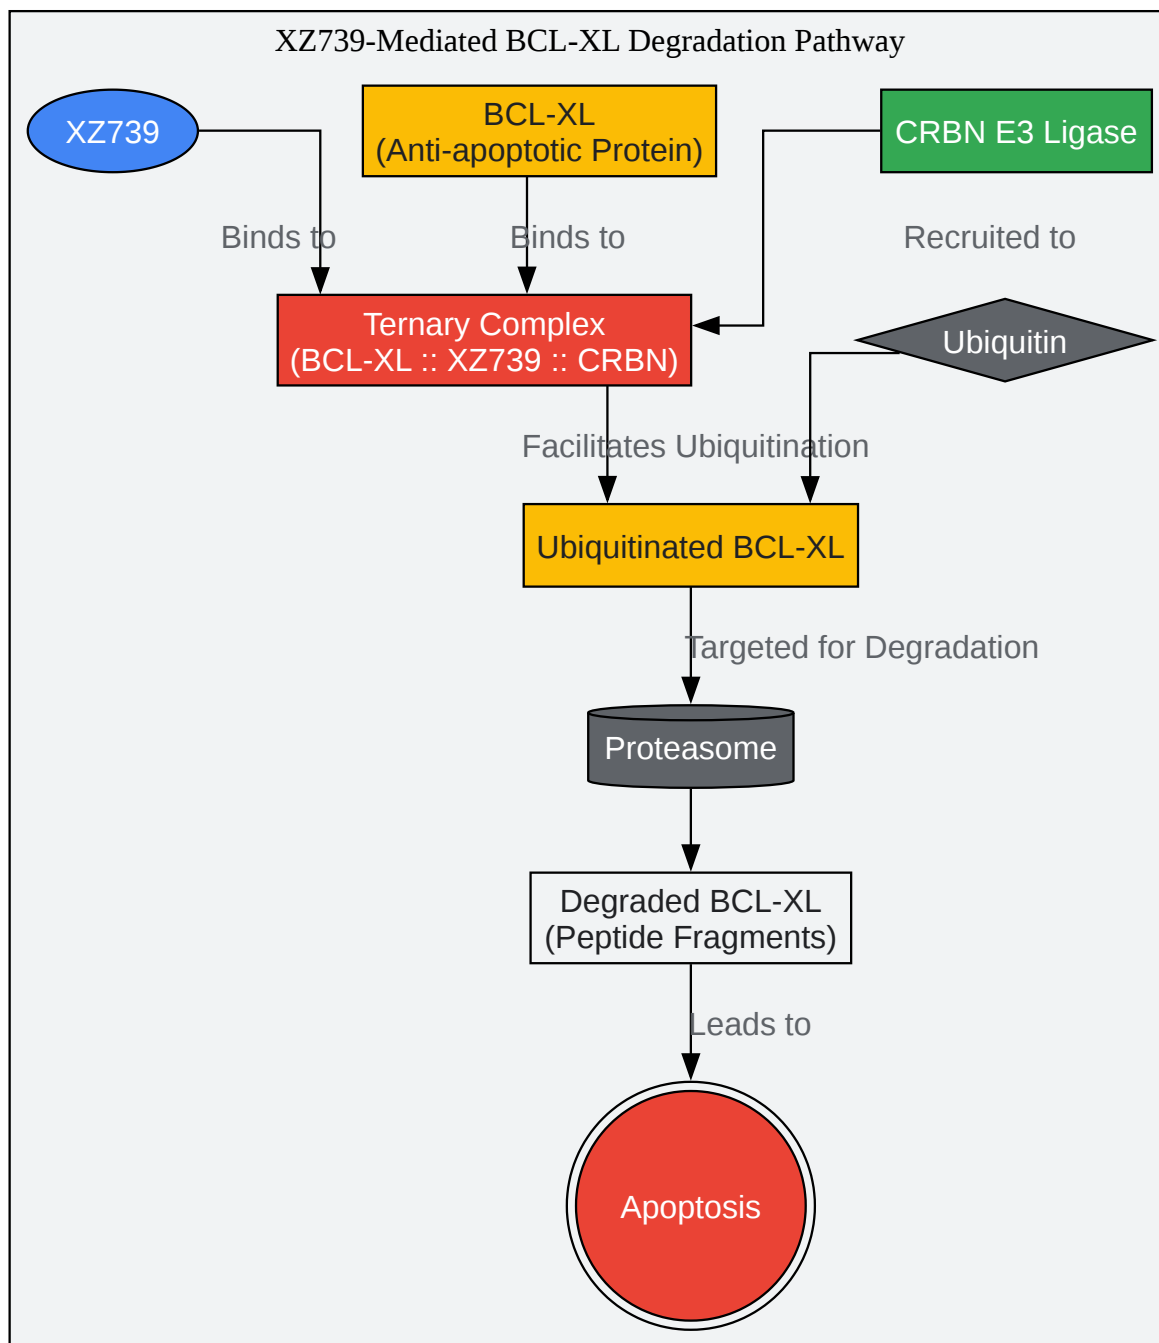 XZ739-Mediated BCL-XL Degradation Pathway
XZ739
BCL-XL
(Anti-apoptotic Protein)
CRBN E3 Ligase
Binds to
Binds to
Recruited to
Ternary Complex
(BCL-XL :: XZ739 :: CRBN)
Ubiquitin
Facilitates Ubiquitination
Ubiquitinated BCL-XL
Targeted for Degradation
Proteasome
Degraded BCL-XL
(Peptide Fragments)
Leads to
Apoptosis